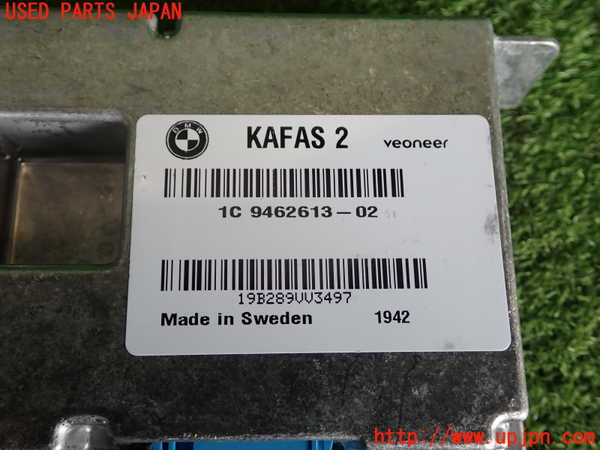 USED PARTS JAPAN
BMW
KAFAS 2
veoneer
1C 9462613-02
19B289VV3497
Made in Sweden
1942
http://www.upjpn.com